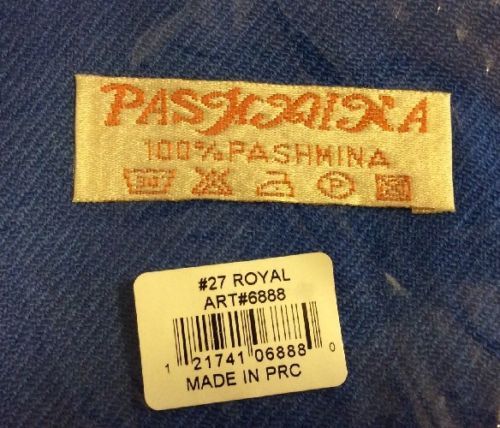 PASHMINA
100% PASHMINA
#27 ROYAL
ART#6888
1 21741 06888 0
MADE IN PRC